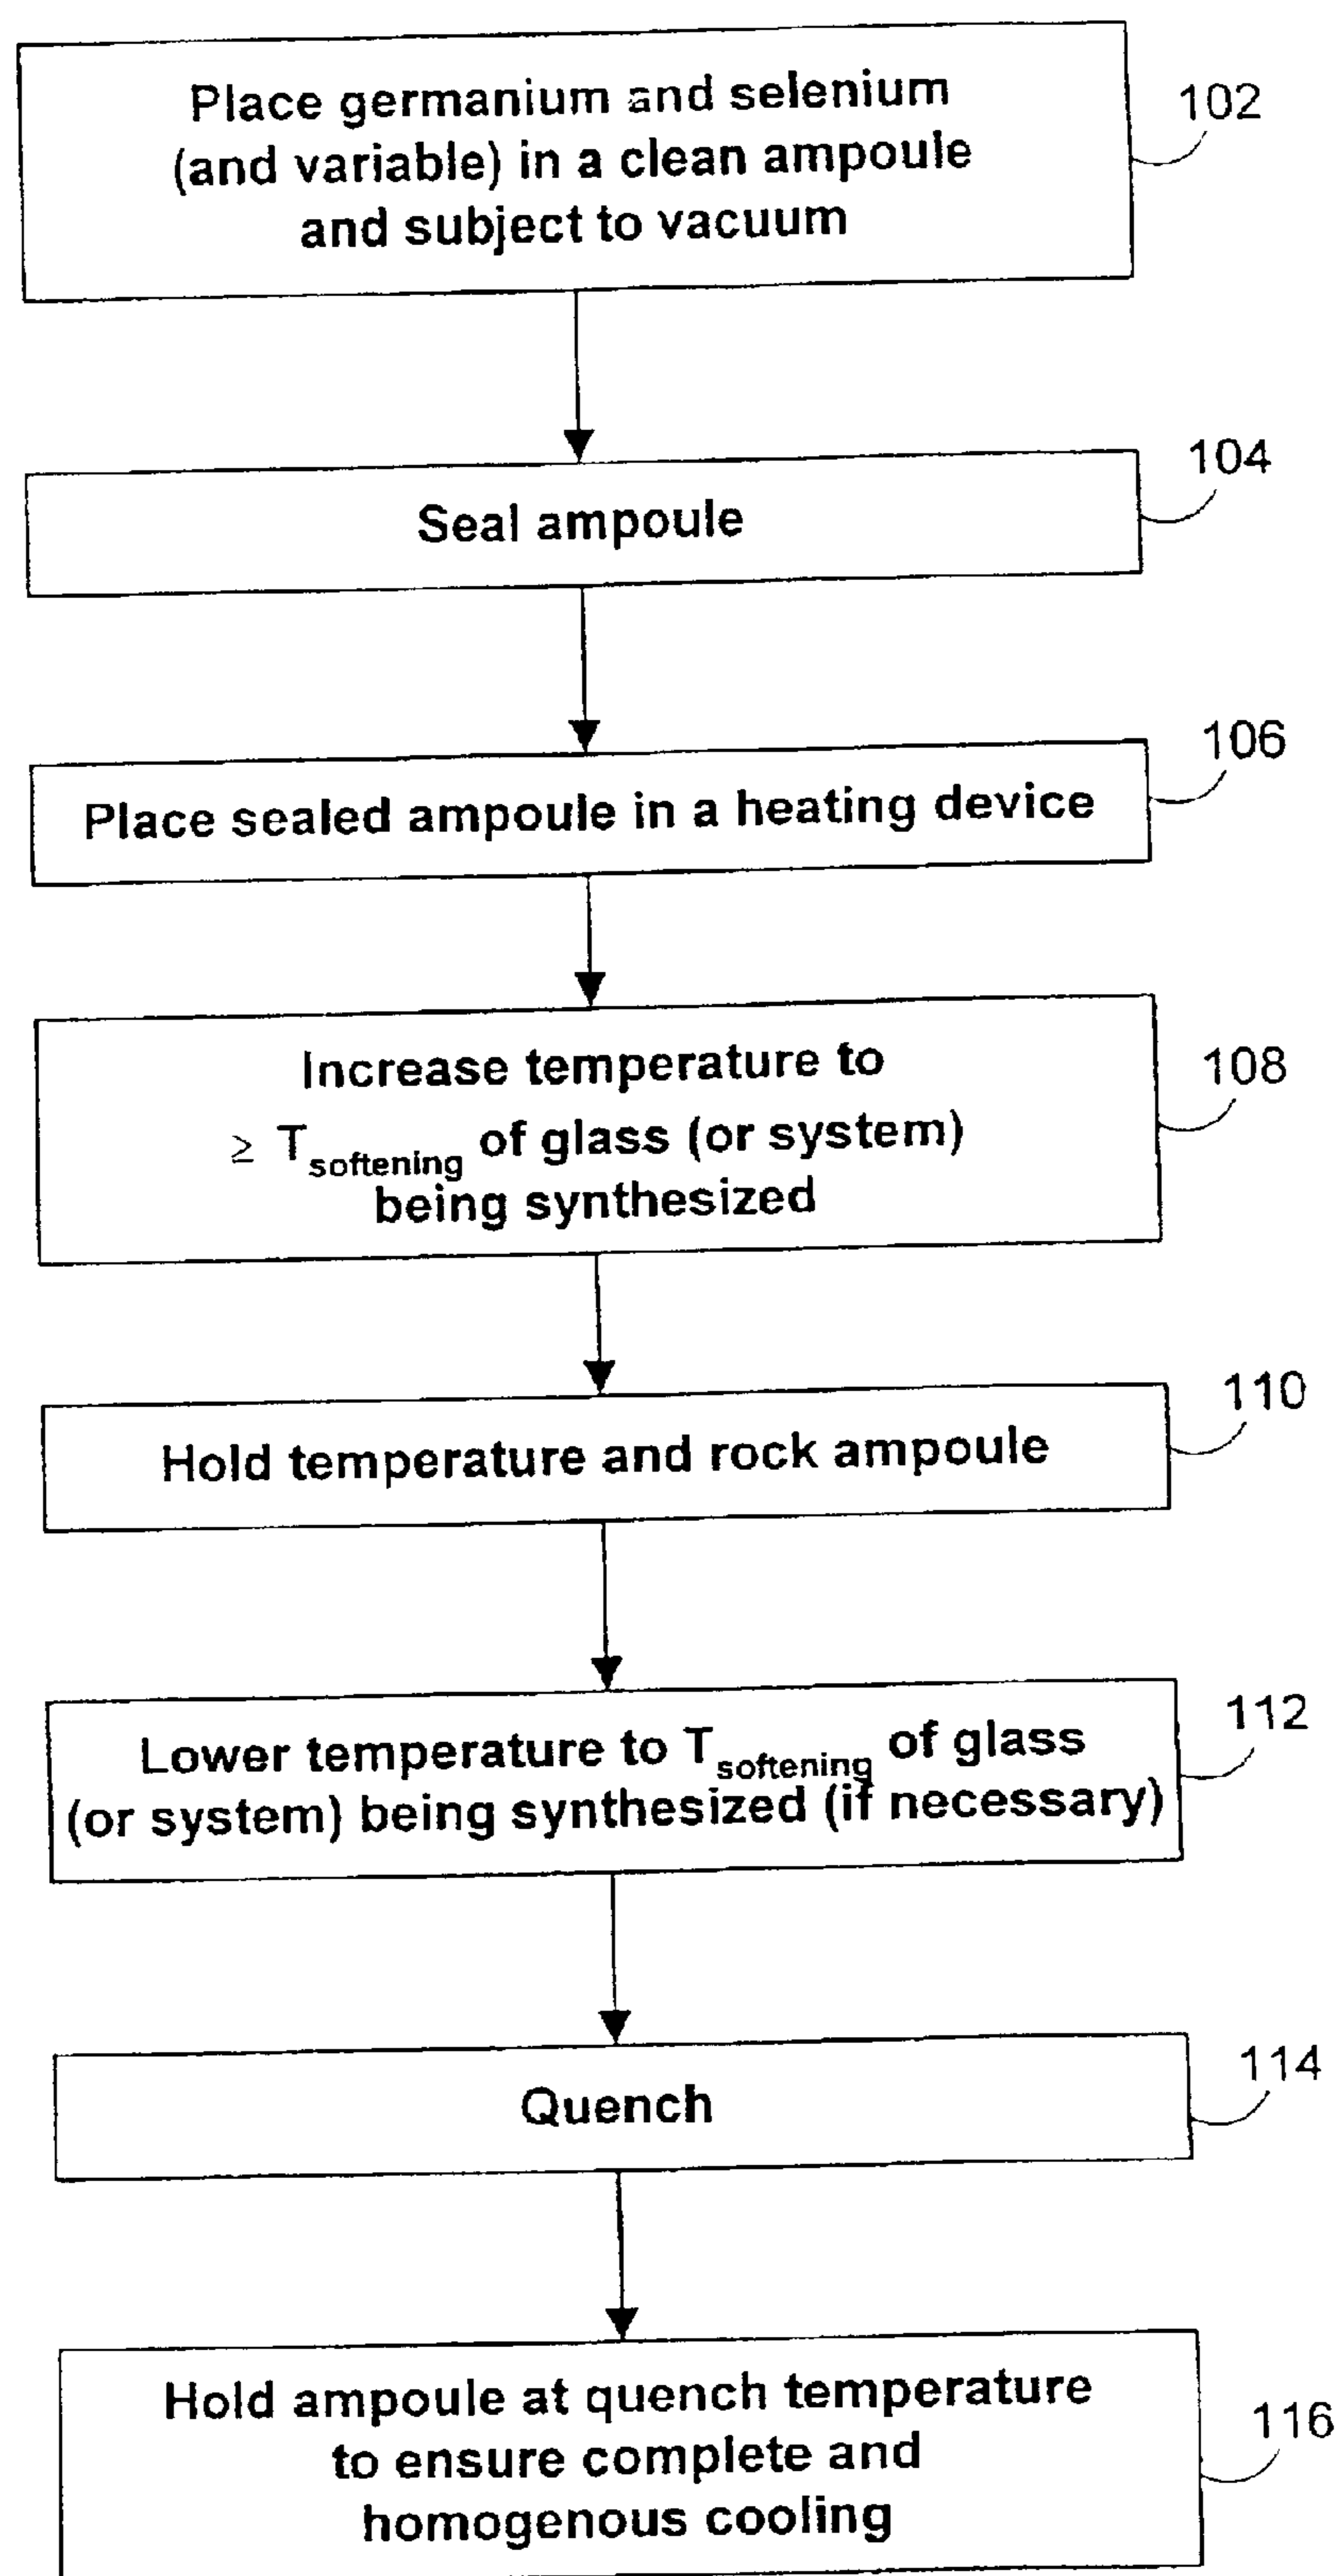 Place germanium and selenium
(and variable) in a clean ampoule
and subject to vacuum
102
Seal ampoule
104
Place sealed ampoule in a heating device
106
Increase temperature to
≥ Tsoftening of glass (or system)
being synthesized
108
Hold temperature and rock ampoule
110
Lower temperature to Tsoftening of glass
(or system) being synthesized (if necessary)
112
Quench
114
Hold ampoule at quench temperature
to ensure complete and
homogenous cooling
116